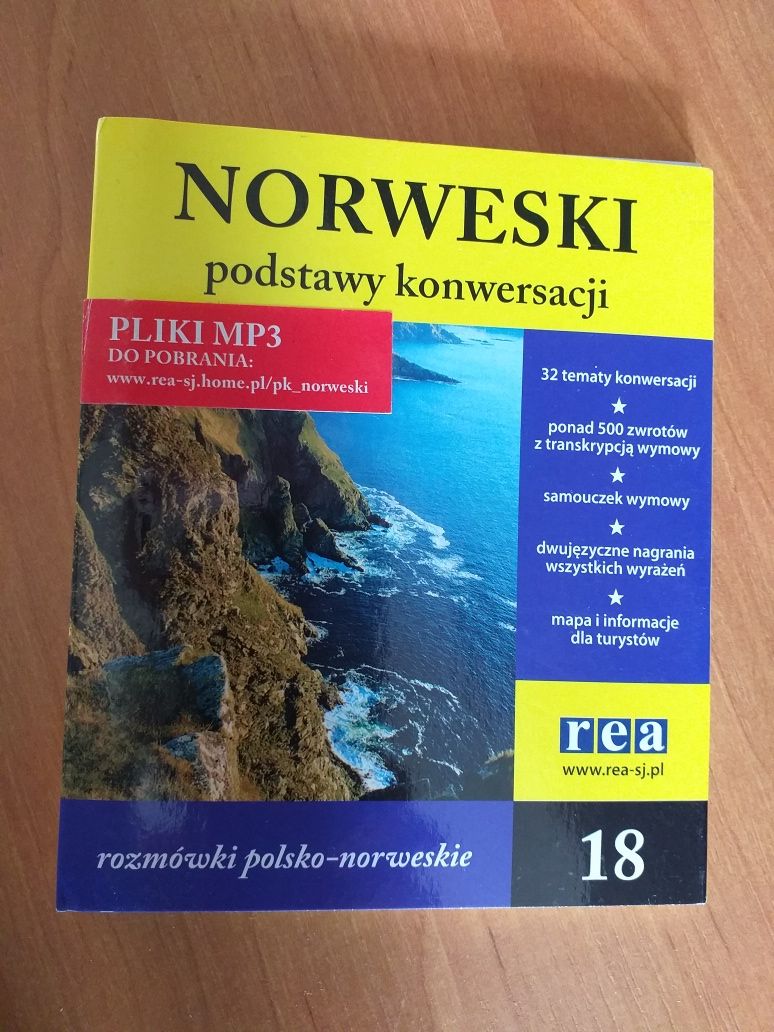 NORWESKI
podstawy konwersacji
PLIKI MP3
DO POBRANIA:
www.rea-sj.home.pl/pk_norweski
32 tematy konwersacji
ponad 500 zwrotów
z transkrypcją wymowy
samouczek wymowy
dwujęzyczne nagrania
wszystkich wyrażeń
mapa i informacje
dla turystów
rea
www.rea-sj.pl
rozmówki polsko-norweskie
18